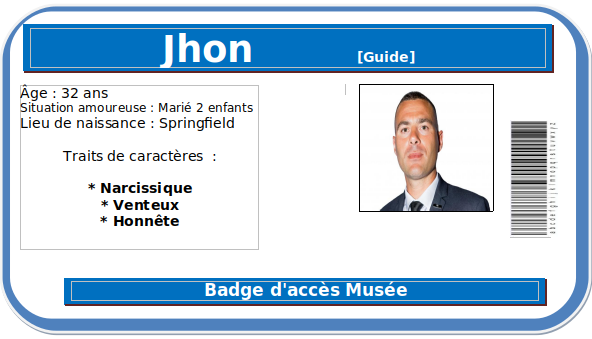 Jhon [Guide]
Âge : 32 ans
Situation amoureuse : Marié 2 enfants
Lieu de naissance : Springfield
Traits de caractères :
* Narcissique
* Venteux
* Honnête
abcdefghijklmnopqrstuvwxyz
Badge d'accès Musée